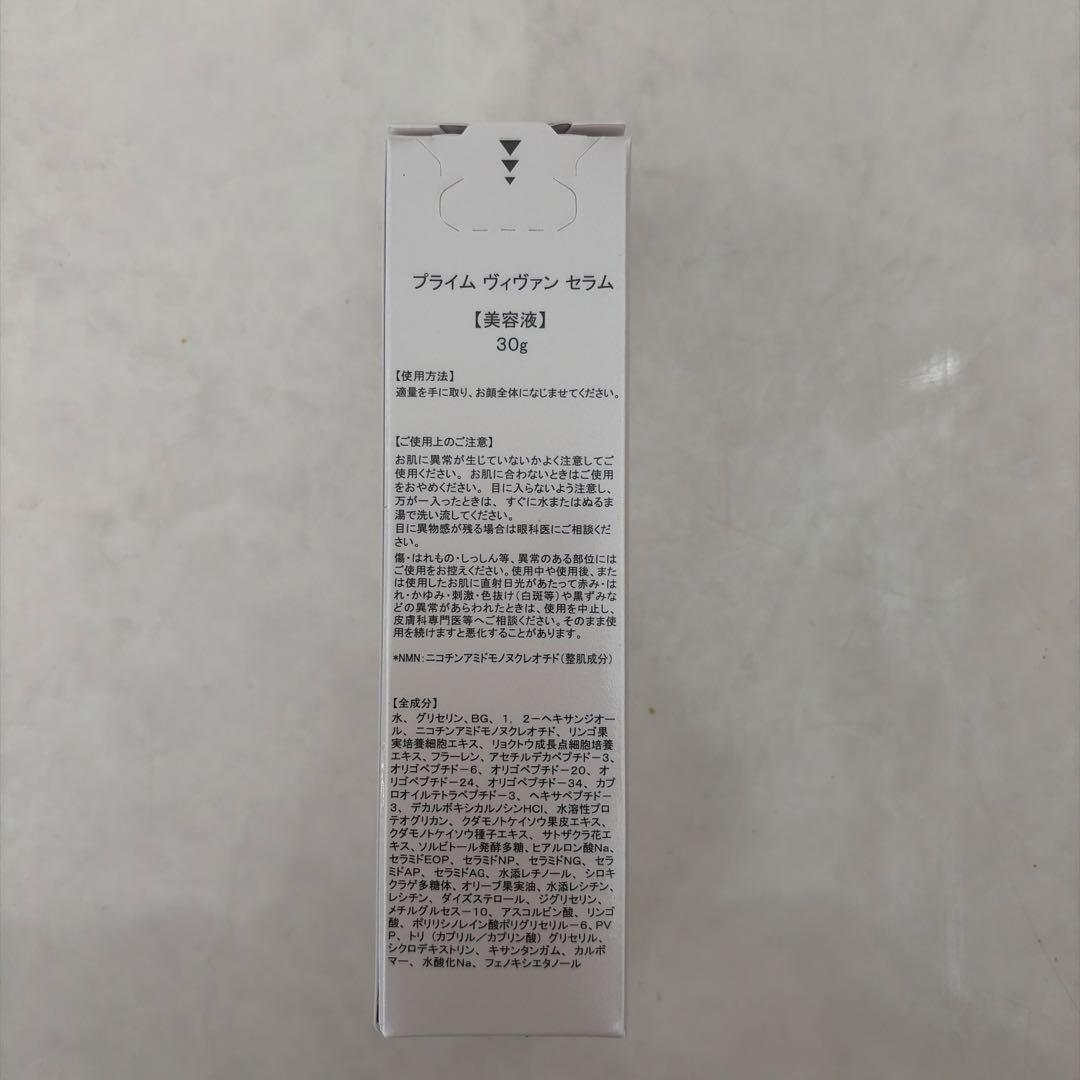 プライム ヴィヴァン セラム
【美容液】
30g
【使用方法】
適量を手に取り、お顔全体になじませてください。
【ご使用上のご注意】
お肌に異常が生じていないかよく注意してご
使用ください。お肌に合わないときはご使用
をおやめください。目に入らないよう注意し、
万が一入ったときは、すぐに水またはぬるま
湯で洗い流してください。
目に異物感が残る場合は眼科医にご相談くだ
さい。
傷・はれもの・しっしん等、異常のある部位には
ご使用をお控えください。使用中や使用後、また
は使用したお肌に直射日光があたって赤み・は
れ・かゆみ・刺激・色抜け(白斑等)や黒ずみな
どの異常があらわれたときは、使用を中止し、
皮膚科専門医等へご相談ください。そのまま使
用を続けますと悪化することがあります。
*NMN:ニコチンアミドモノヌクレオチド(整肌成分)
【全成分】
水、グリセリン、BG、1，2－ヘキサンジオー
ル、ニコチンアミドモノヌクレオチド、リンゴ果
実培養細胞エキス、リョクトウ成長点細胞培養
エキス、フラーレン、アセチルデカペプチド－3、
オリゴペプチド－6、オリゴペプチド－20、オ
リゴペプチド－24、オリゴペプチド－34、カプ
ロオイルテトラペプチド－3、ヘキサペプチド－
3、デカルボキシカルノシンHCl、水溶性プロ
テオグリカン、クダモノトケイソウ果皮エキス、
クダモノトケイソウ種子エキス、サトザクラ花エ
キス、ソルビトール発酵多糖、ヒアルロン酸Na、
セラミドEOP、セラミドNP、セラミドNG、セラ
ミドAP、セラミドAG、水添レチノール、シロキ
クラゲ多糖体、オリーブ果実油、水添レシチン、
レシチン、ダイズステロール、ジグリセリン、
メチルグルセス－10、アスコルビン酸、リンゴ
酸、ポリリシノレイン酸ポリグリセリル－6、PV
P、トリ（カプリル／カプリン酸）グリセリル、
シクロデキストリン、キサンタンガム、カルボ
マー、水酸化Na、フェノキシエタノール